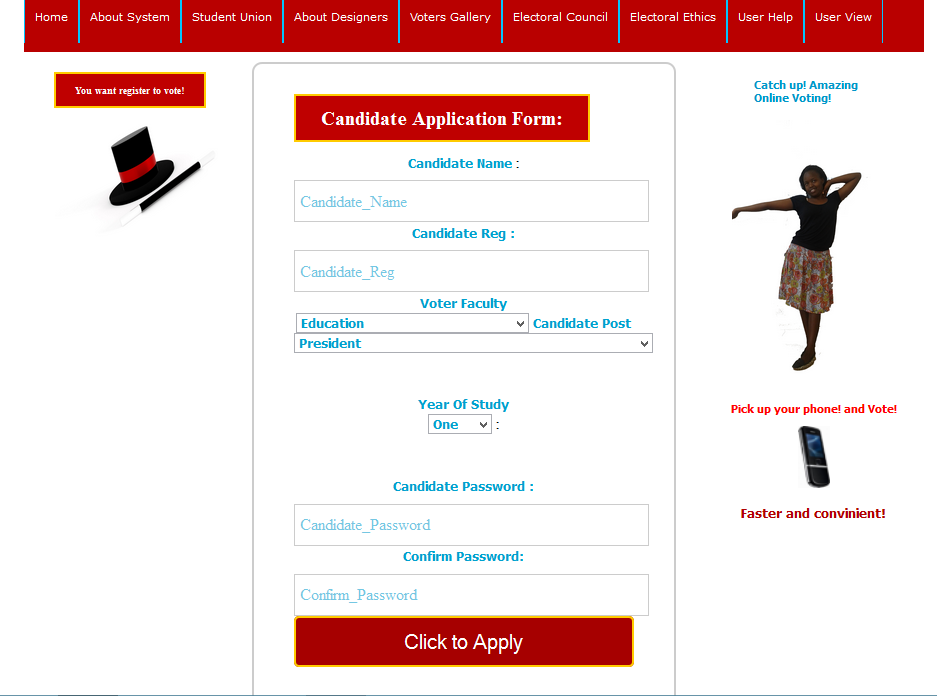 Home About System Student Union About Designers Voters Gallery Electoral Council Electoral Ethics User Help User View
You want register to vote!
Candidate Application Form:
Candidate Name :
Candidate_Name
Candidate Reg :
Candidate_Reg
Voter Faculty
Education Candidate Post
President
Year Of Study
One :
Candidate Password :
Candidate_Password
Confirm Password:
Confirm_Password
Click to Apply
Catch up! Amazing
Online Voting!
Pick up your phone! and Vote!
Faster and convinient!